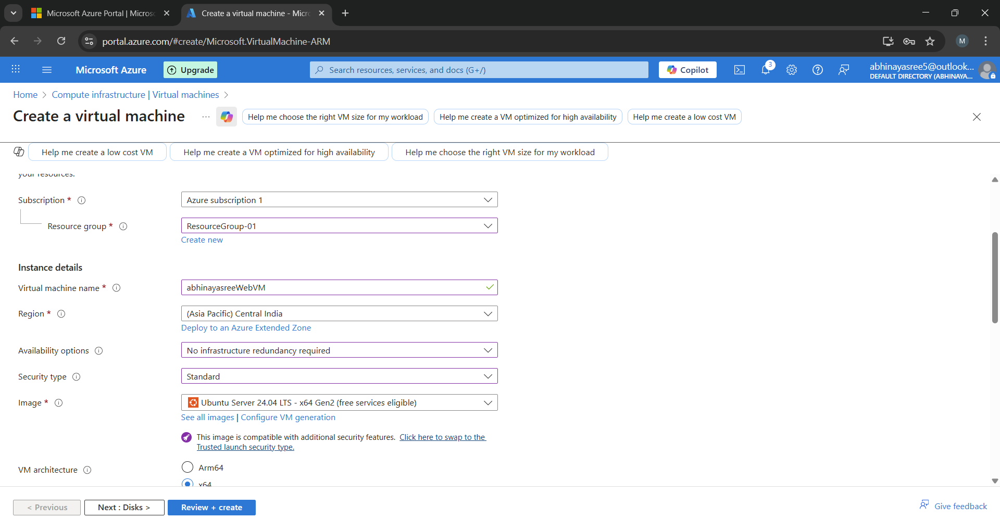 Microsoft Azure Portal | Micros
Create a virtual machine - Micr
portal.azure.com/#create/Microsoft.VirtualMachine-ARM
M
Microsoft Azure
Upgrade
Search resources, services, and docs (G+/)
Copilot
3
abhinayasree5@outlook...
DEFAULT DIRECTORY (ABHINAYA...
Home > Compute infrastructure | Virtual machines >
Create a virtual machine
...
Help me choose the right VM size for my workload
Help me create a VM optimized for high availability
Help me create a low cost VM
Help me create a low cost VM
Help me create a VM optimized for high availability
Help me choose the right VM size for my workload
your resources.
Subscription *
Azure subscription 1
Resource group *
ResourceGroup-01
Create new
Instance details
Virtual machine name *
abhinayasreeWebVM
Region *
(Asia Pacific) Central India
Deploy to an Azure Extended Zone
Availability options
No infrastructure redundancy required
Security type
Standard
Image *
Ubuntu Server 24.04 LTS - x64 Gen2 (free services eligible)
See all images | Configure VM generation
This image is compatible with additional security features. Click here to swap to the
Trusted launch security type.
VM architecture
Arm64
x64
< Previous
Next : Disks >
Review + create
Give feedback